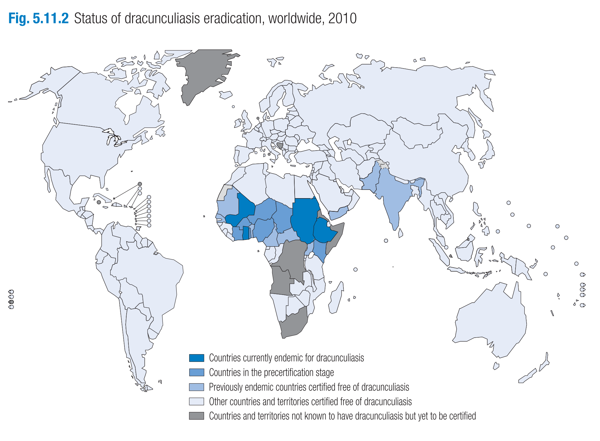 Fig. 5.11.2 Status of dracunculiasis eradication, worldwide, 2010
Countries currently endemic for dracunculiasis
Countries in the precertification stage
Previously endemic countries certified free of dracunculiasis
Other countries and territories certified free of dracunculiasis
Countries and territories not known to have dracunculiasis but yet to be certified